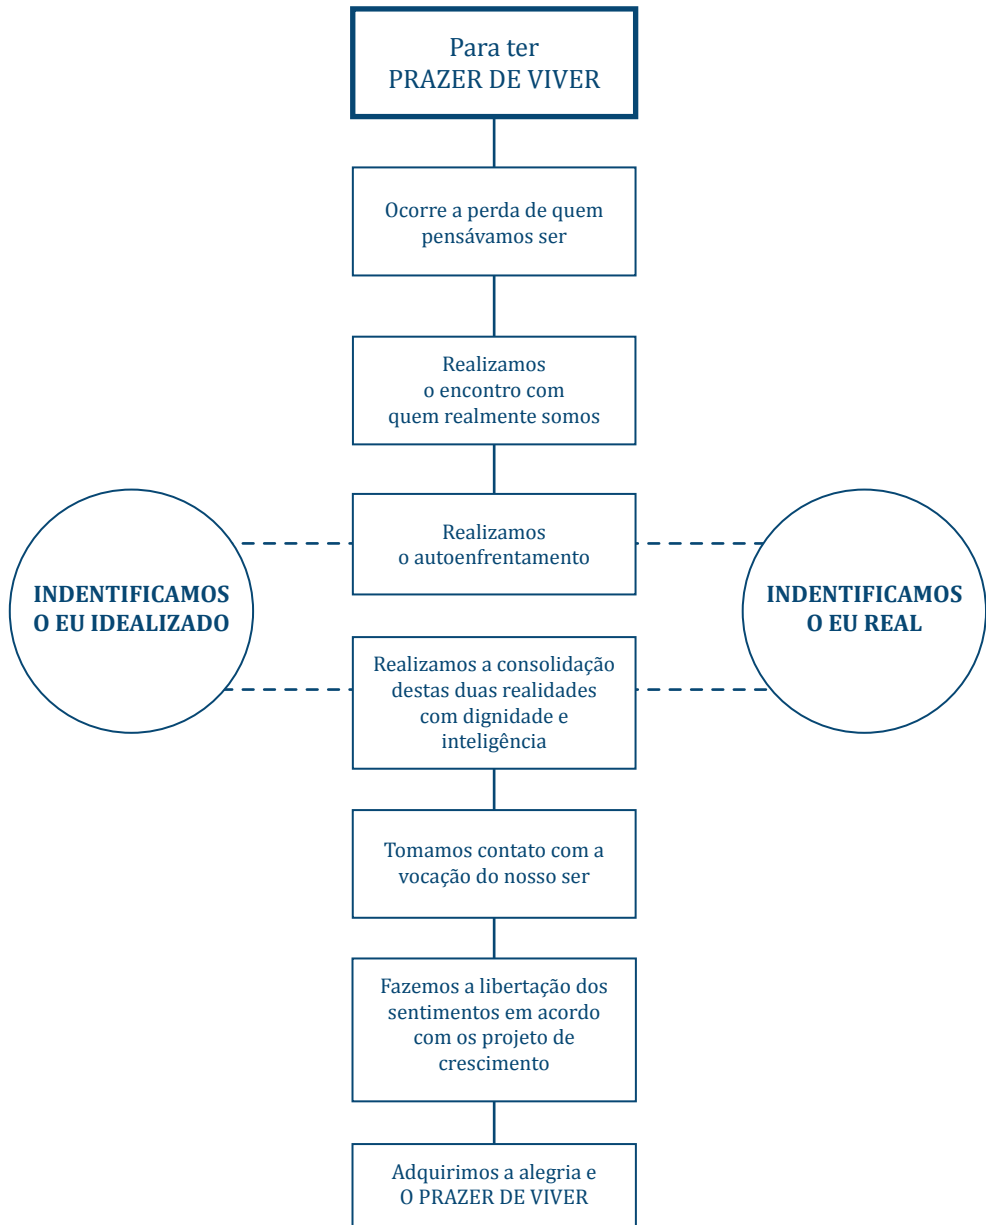 Para ter
PRAZER DE VIVER
Ocorre a perda de quem
pensávamos ser
Realizamos
o encontro com
quem realmente somos
Realizamos
o autoenfrentamento
INDENTIFICAMOS
O EU IDEALIZADO
INDENTIFICAMOS
O EU REAL
Realizamos a consolidação
destas duas realidades
com dignidade e
inteligência
Tomamos contato com a
vocação do nosso ser
Fazemos a libertação dos
sentimentos em acordo
com os projeto de
crescimento
Adquirimos a alegria e
O PRAZER DE VIVER